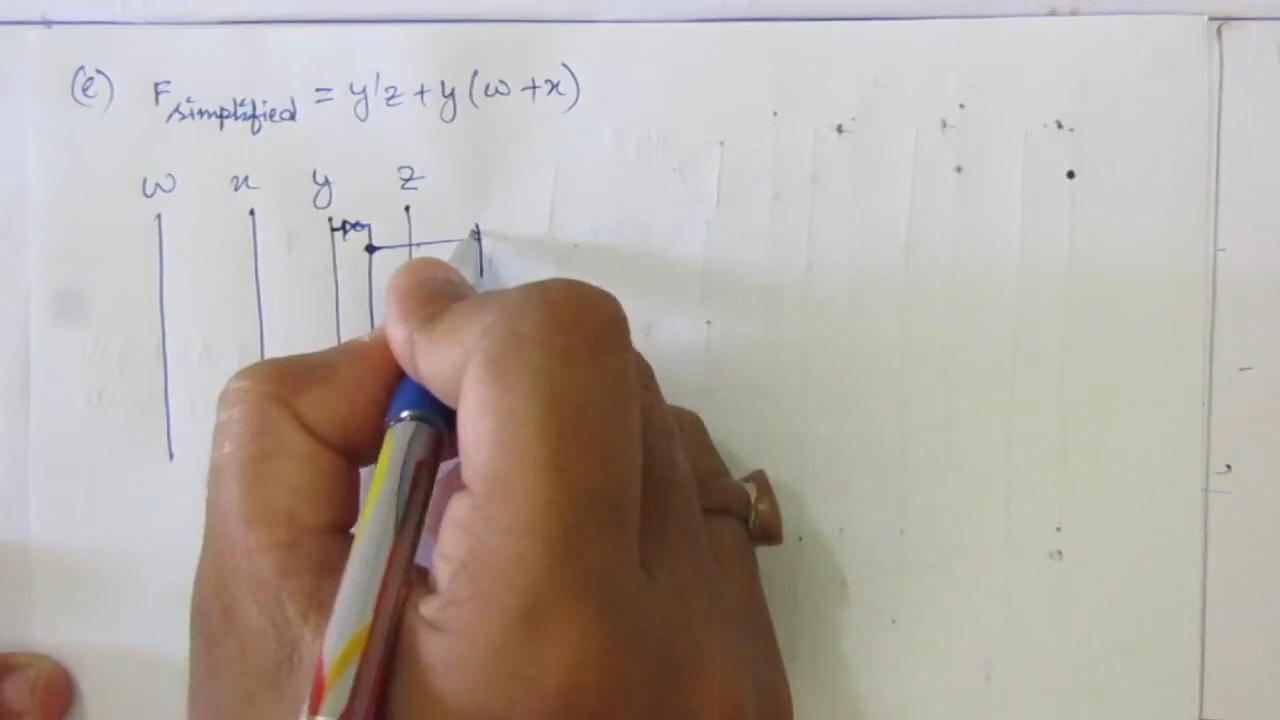 (e) F simplified = y'z + y(w+x)
w x y z